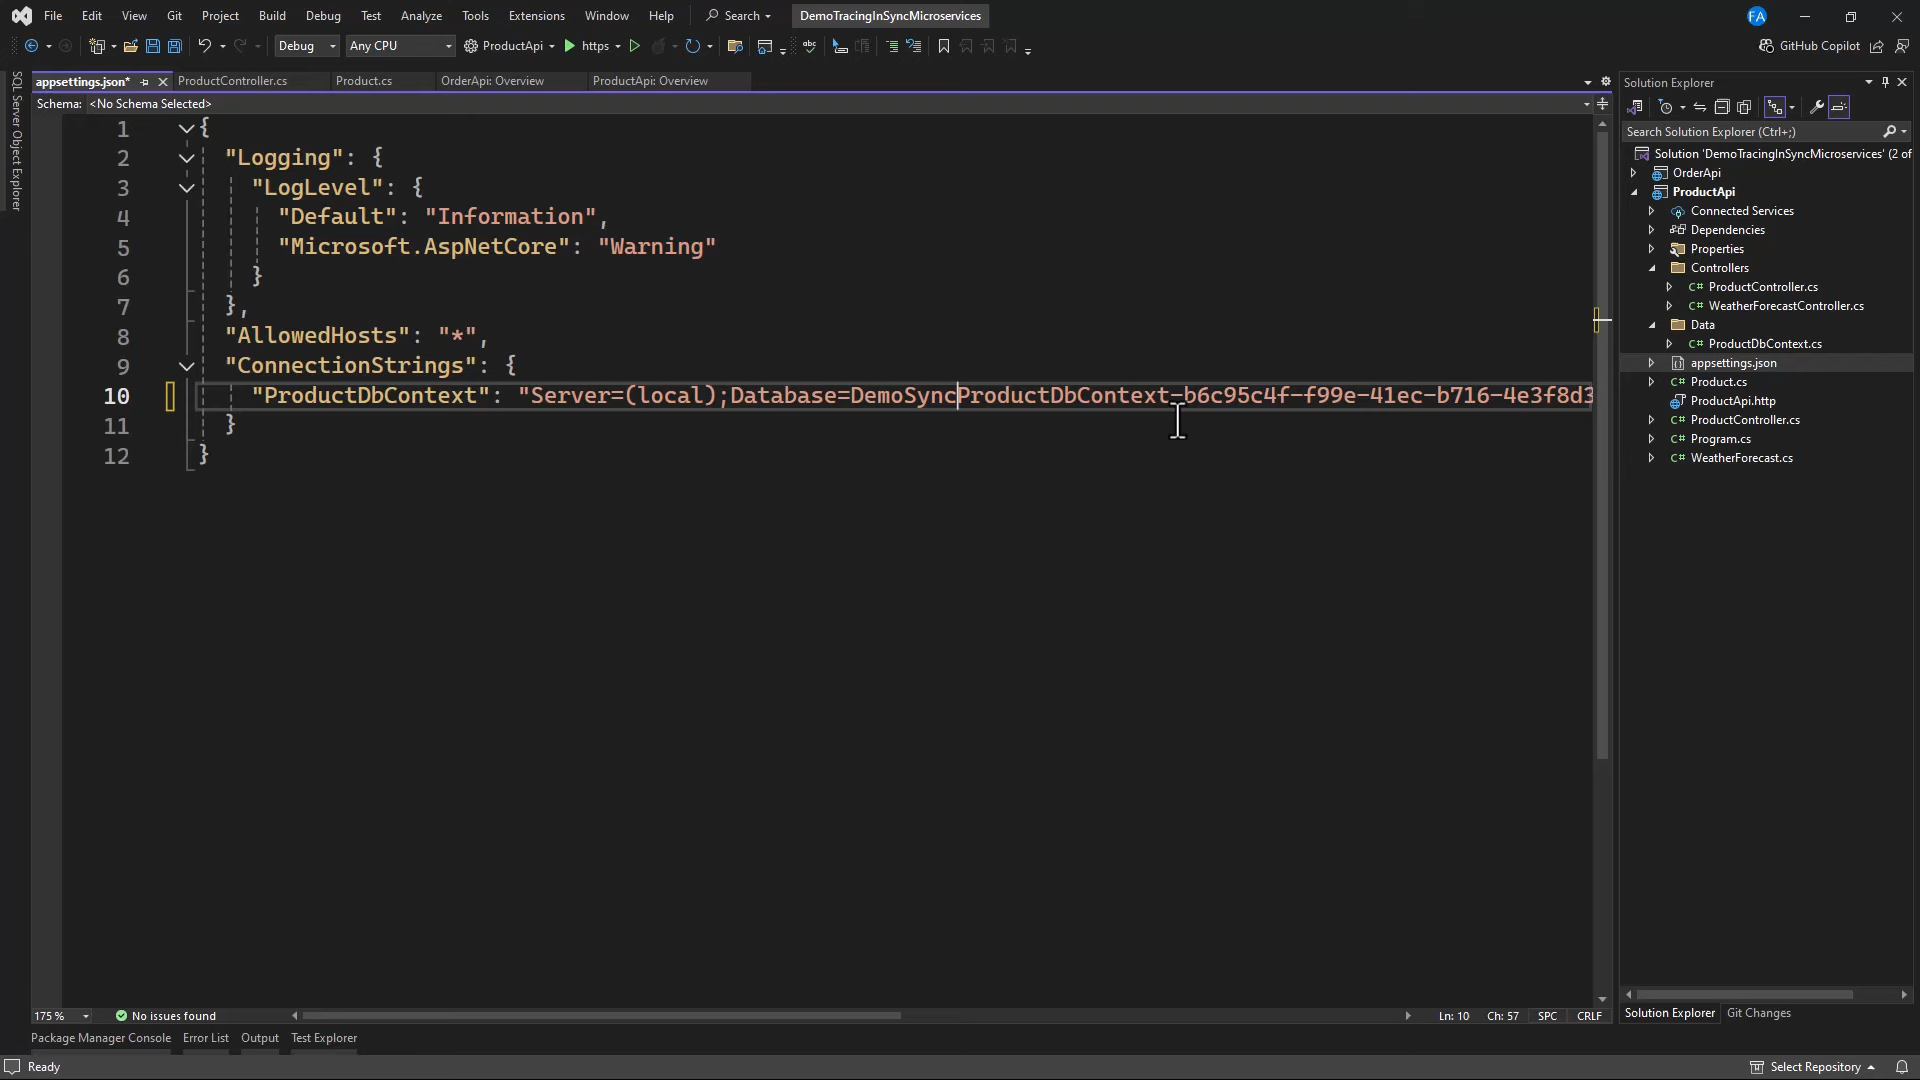 File Edit View Git Project Build Debug Test Analyze Tools Extensions Window Help Search DemoTracingInSyncMicroservices FA
Debug Any CPU ProductApi https GitHub Copilot
SQL Server Object Explorer
appsettings.json* ProductController.cs Product.cs OrderApi: Overview ProductApi: Overview
Schema: <No Schema Selected>
1 {
2 "Logging": {
3 "LogLevel": {
4 "Default": "Information",
5 "Microsoft.AspNetCore": "Warning"
6 }
7 },
8 "AllowedHosts": "*",
9 "ConnectionStrings": {
10 "ProductDbContext": "Server=(local);Database=DemoSyncProductDbContext-b6c95c4f-f99e-41ec-b716-4e3f8d3
11 }
12 }
175 % No issues found Ln: 10 Ch: 57 SPC CRLF
Package Manager Console Error List Output Test Explorer
Ready Select Repository
Solution Explorer
Search Solution Explorer (Ctrl+;)
Solution 'DemoTracingInSyncMicroservices' (2 of
OrderApi
ProductApi
Connected Services
Dependencies
Properties
Controllers
C# ProductController.cs
C# WeatherForecastController.cs
Data
C# ProductDbContext.cs
appsettings.json
C# Product.cs
ProductApi.http
C# ProductController.cs
C# Program.cs
C# WeatherForecast.cs
Solution Explorer Git Changes